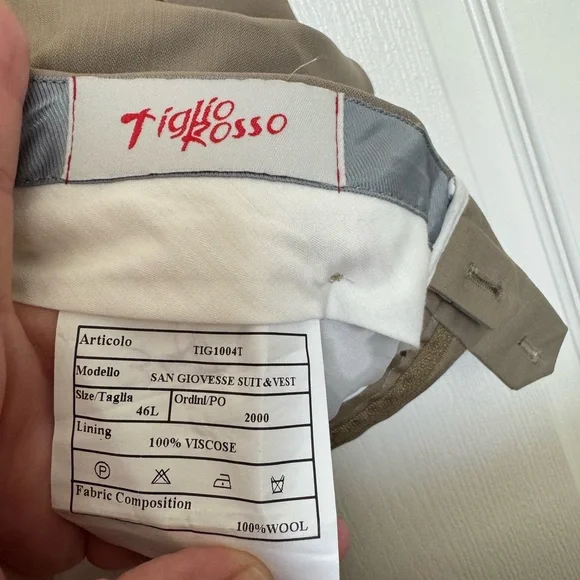 Tiglio
Rosso
Articolo TIG1004T
Modello SAN GIOVESSE SUIT&VEST
Size/Taglia 46L Ordini/PO 2000
Lining 100% VISCOSE
P
Fabric Composition
100%WOOL